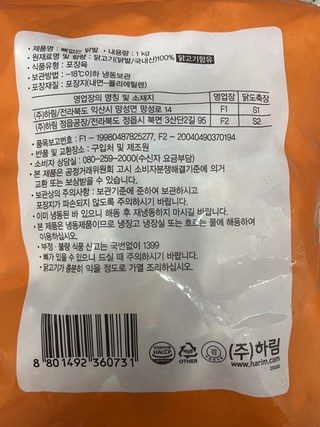 • 제품명 : 뼈없는 닭발 • 내용량 : 1 kg
• 원재료명 및 함량 : 닭고기(닭발/국내산)100% 닭고기함유
• 식품유형 : 포장육
• 보관방법 : -18℃이하 냉동보관
• 포장재질 : 포장지(내면-폴리에틸렌)
영업장의 명칭 및 소재지 영업장 닭도축장
(주)하림/전라북도 익산시 망성면 망성로 14 F1 S1
(주)하림 정읍공장/전라북도 정읍시 북면 3산단2길 95 F2 S2
• 품목보고번호 : F1 - 19980487825277, F2 - 20040490370194
• 반품 및 교환장소 : 구입처 및 제조원
• 소비자 상담실 : 080-259-2000(수신자 요금부담)
• 본 제품은 공정거래위원회 고시 소비자분쟁해결기준에 의거
교환 또는 보상받을 수 있습니다.
• 보관상의 주의사항 : 보관기준에 준하여 보관하시고
포장지가 파손되지 않도록 주의하시기 바랍니다.
• 이미 냉동된 바 있으니 해동 후 재냉동하지 마시길 바랍니다.
• 본 제품은 냉동제품이므로 냉장고 냉장실 또는 흐르는 물에 해동하여
이용하십시오.
• 부정·불량 식품 신고는 국번없이 1399
• 뼈가 있을 수 있으니 드실 때 주의하시기 바랍니다.
• 닭고기가 충분히 익을 정도로 가열 조리하십시오.
8 801492 360731
HACCP
OTHER
(주)하림
www.harim.com